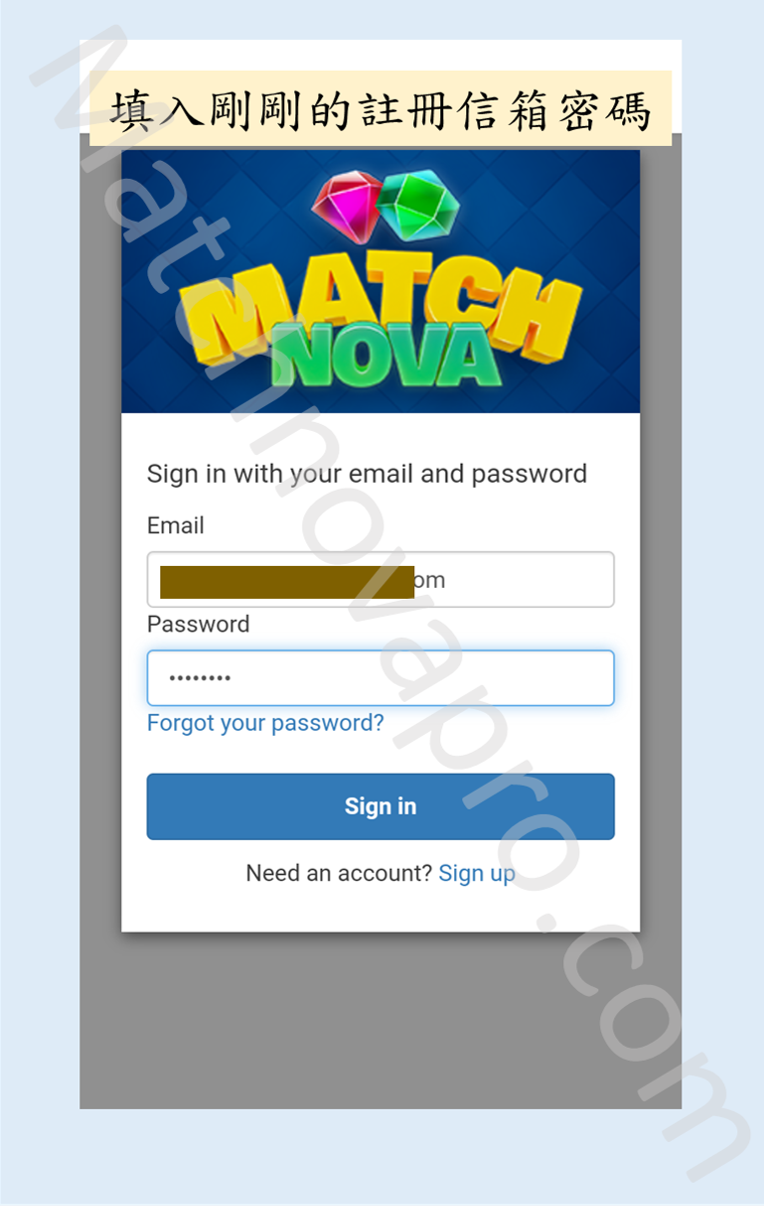 填入剛剛的註冊信箱密碼
MATCH
NOVA
Sign in with your email and password
Email
om
Password
••••••••
Forgot your password?
Sign in
Need an account? Sign up
Matchnovapro.com